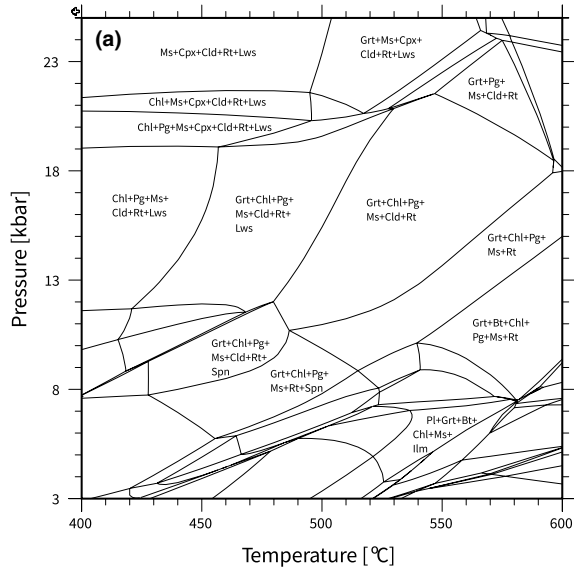 (a)
Ms+Cpx+Cld+Rt+Lws
Grt+Ms+Cpx+
Cld+Rt+Lws
23
Grt+Pg+
Ms+Cld+Rt
Chl+Ms+Cpx+Cld+Rt+Lws
Chl+Pg+Ms+Cpx+Cld+Rt+Lws
18
Chl+Pg+Ms+
Cld+Rt+Lws
Grt+Chl+Pg+
Ms+Cld+Rt+
Lws
Grt+Chl+Pg+
Ms+Cld+Rt
Grt+Chl+Pg+
Ms+Rt
13
Grt+Bt+Chl+
Pg+Ms+Rt
Grt+Chl+Pg+
Ms+Cld+Rt+
Spn
Grt+Chl+Pg+
Ms+Rt+Spn
8
Pl+Grt+Bt+
Chl+Ms+
Ilm
3
400 450 500 550 600
Pressure [kbar]
Temperature [ºC]